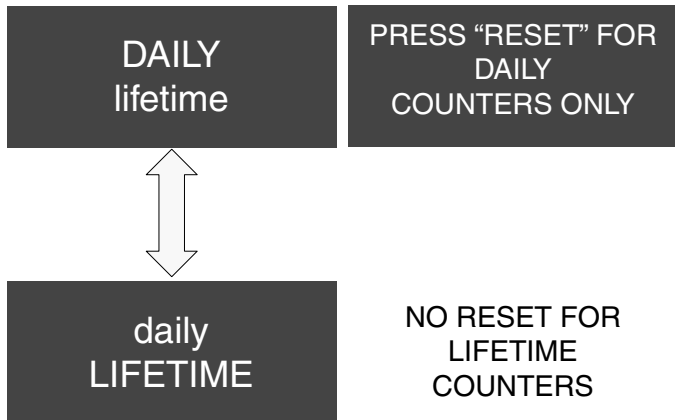 DAILY
lifetime
PRESS “RESET” FOR
DAILY
COUNTERS ONLY
daily
LIFETIME
NO RESET FOR
LIFETIME
COUNTERS